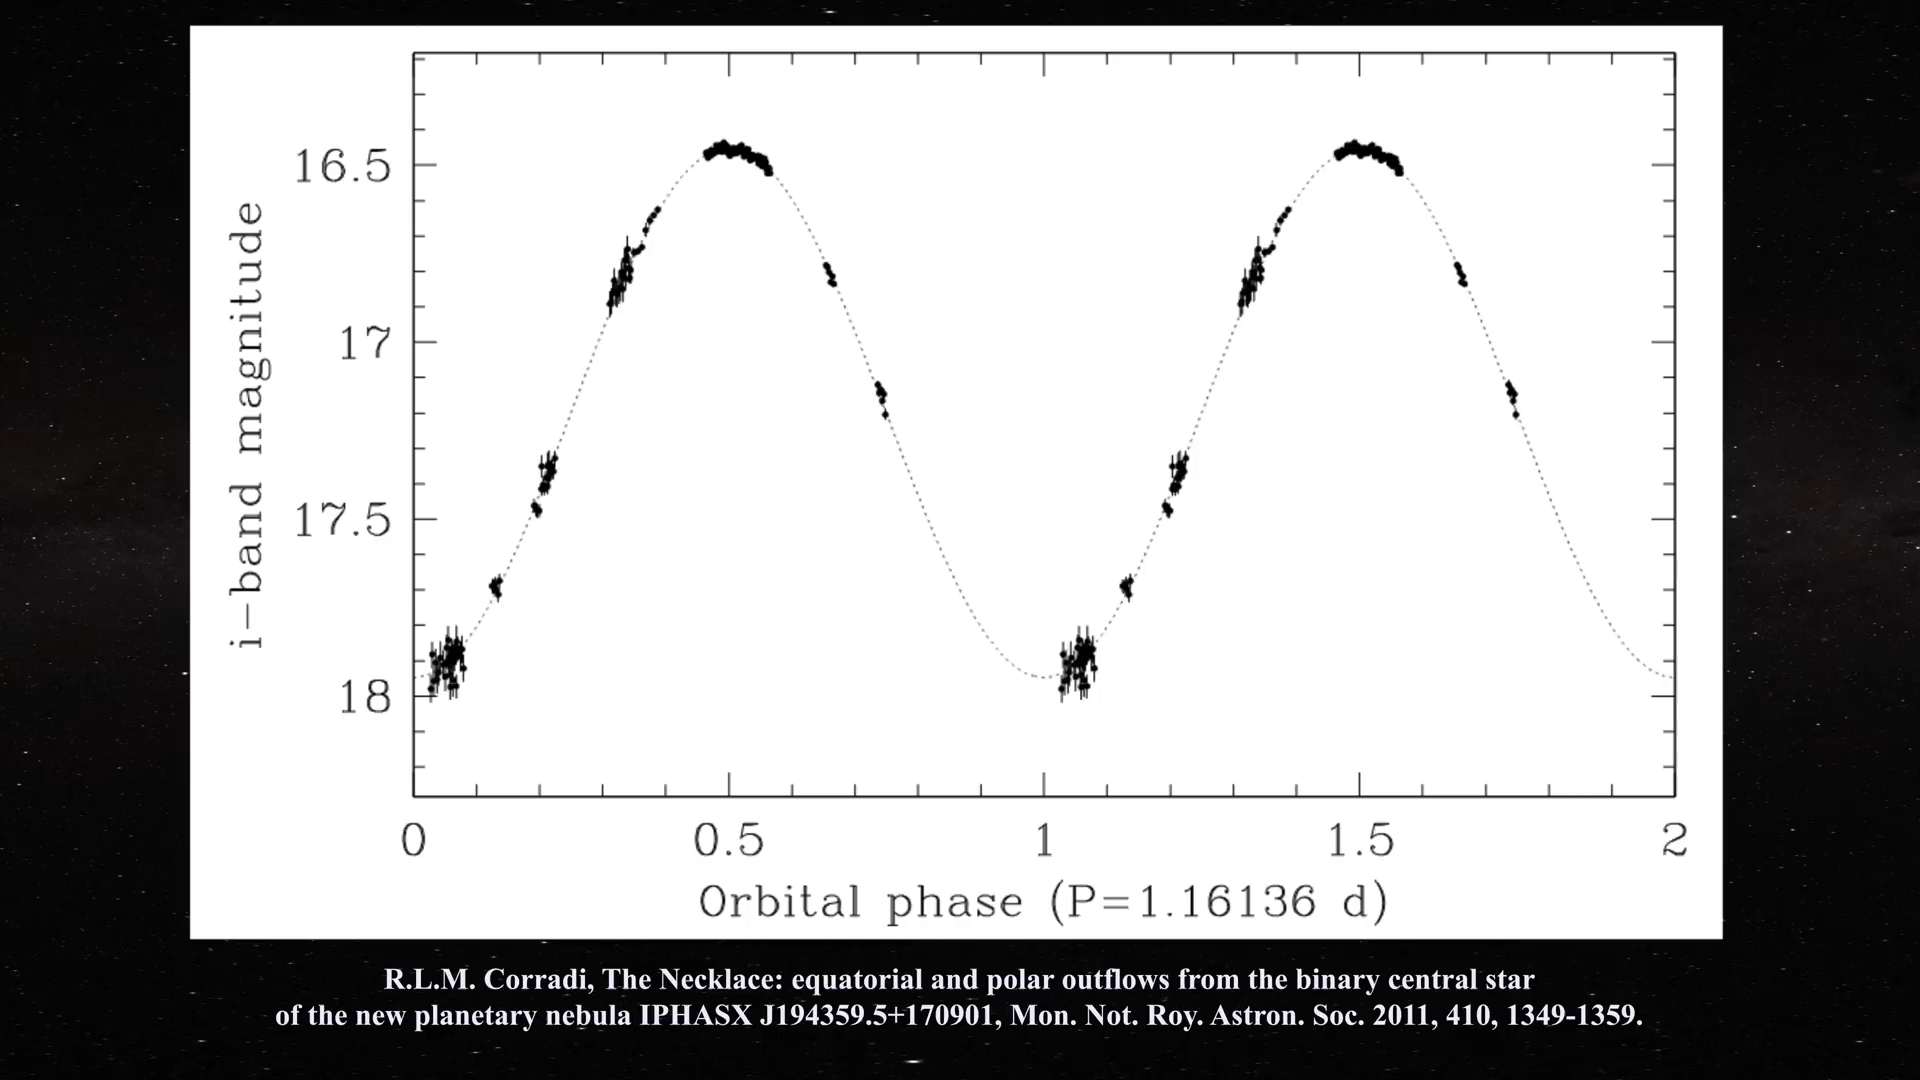 16.5
17
17.5
18
i-band magnitude
0 0.5 1 1.5 2
Orbital phase (P=1.16136 d)
R.L.M. Corradi, The Necklace: equatorial and polar outflows from the binary central star
of the new planetary nebula IPHASX J194359.5+170901, Mon. Not. Roy. Astron. Soc. 2011, 410, 1349-1359.